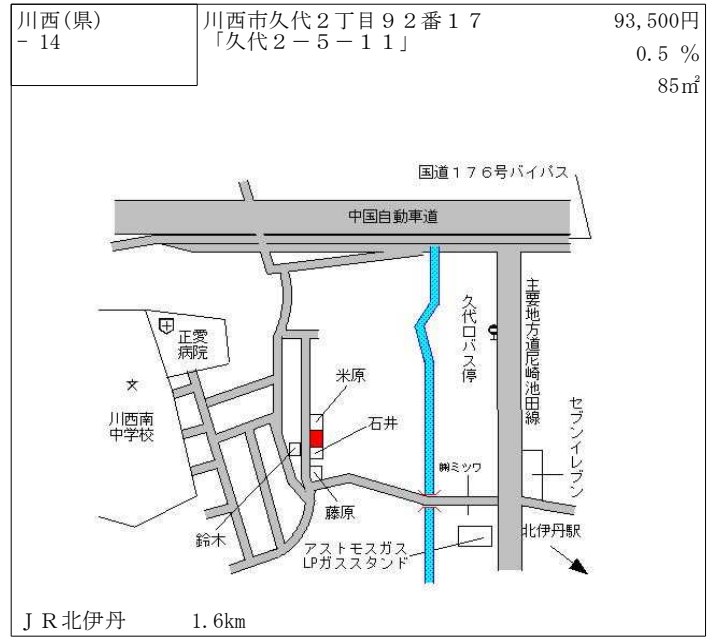 川西(県)
- 14
川西市久代２丁目９２番１７
「久代２－５－１１」
93,500円
0.5 %
85㎡
国道１７６号バイパス
中国自動車道
主要地方道尼崎池田線
久代口バス停
正愛
病院
川西南
中学校
米原
石井
セブンイレブン
㈱ミツワ
藤原
鈴木
アストモスガス
LPガススタンド
北伊丹駅
ＪＲ北伊丹
1.6km